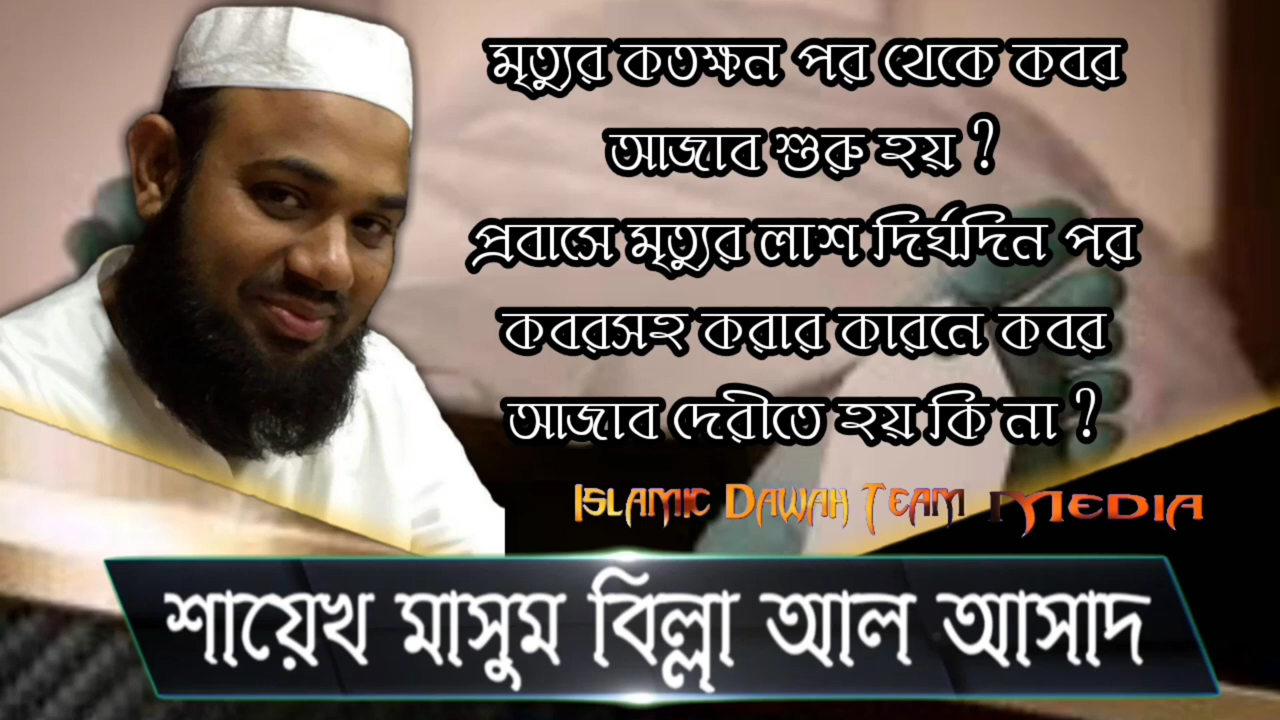 মৃত্যুর কতক্ষন পর থেকে কবর
আজাব শুরু হয় ?
প্রবাসে মৃত্যুর লাশ দির্ঘদিন পর
কবরসহ করার কারনে কবর
আজাব দেরীতে হয় কি না ?
Islamic Dawah Team Media
শায়েখ মাসুম বিল্লা আল আসাদ